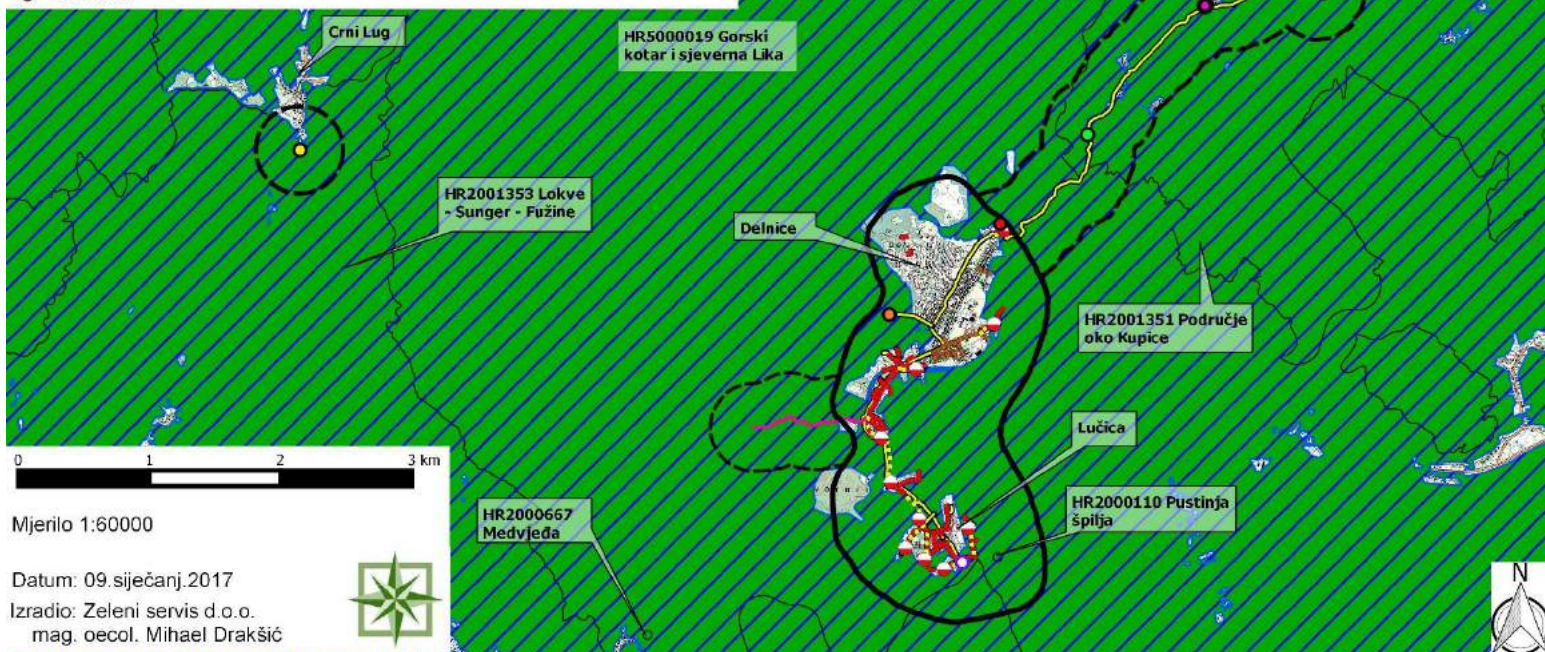 Crni Lug
HR5000019 Gorski
kotar i sjeverna Lika
HR2001353 Lokve
- Sunger - Fužine
Delnice
HR2001351 Područje
oko Kupice
Lučica
HR2000110 Pustinja
špilja
HR2000667
Medvjeđa
0 1 2 3 km
Mjerilo 1:60000
Datum: 09.siječanj.2017
Izradio: Zeleni servis d.o.o.
mag. oecol. Mihael Drakšić
N